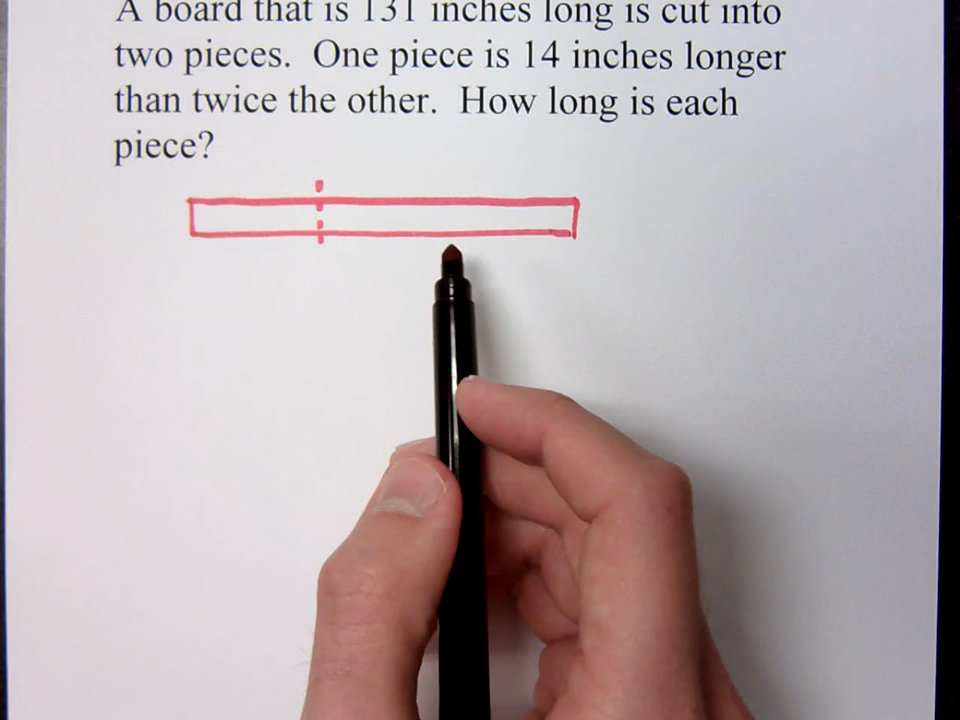 A board that is 131 inches long is cut into
two pieces.  One piece is 14 inches longer
than twice the other.  How long is each
piece?